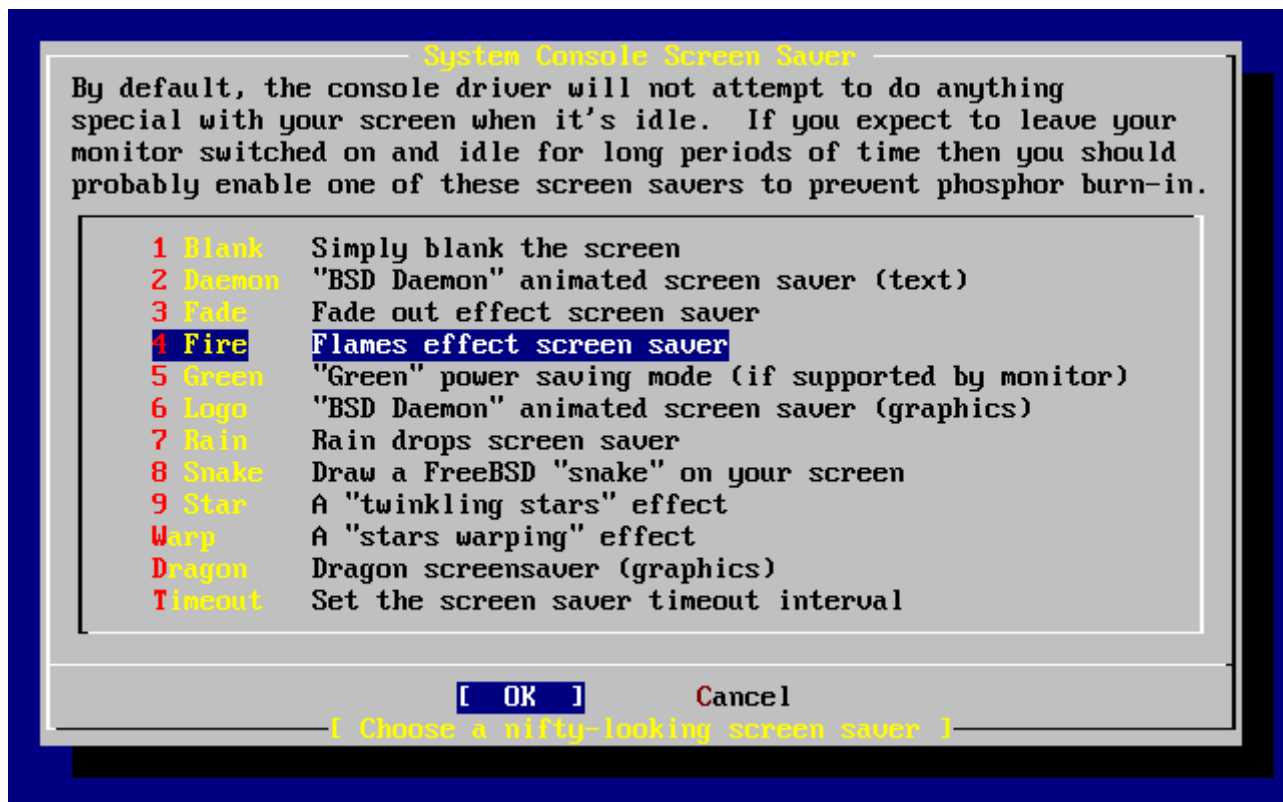 System Console Screen Saver
By default, the console driver will not attempt to do anything
special with your screen when it's idle.  If you expect to leave your
monitor switched on and idle for long periods of time then you should
probably enable one of these screen savers to prevent phosphor burn-in.
1 Blank   Simply blank the screen
2 Daemon  "BSD Daemon" animated screen saver (text)
3 Fade    Fade out effect screen saver
4 Fire    Flames effect screen saver
5 Green   "Green" power saving mode (if supported by monitor)
6 Logo    "BSD Daemon" animated screen saver (graphics)
7 Rain    Rain drops screen saver
8 Snake   Draw a FreeBSD "snake" on your screen
9 Star    A "twinkling stars" effect
Warp      A "stars warping" effect
Dragon    Dragon screensaver (graphics)
Timeout   Set the screen saver timeout interval
[  OK  ]       Cancel
[ Choose a nifty-looking screen saver ]